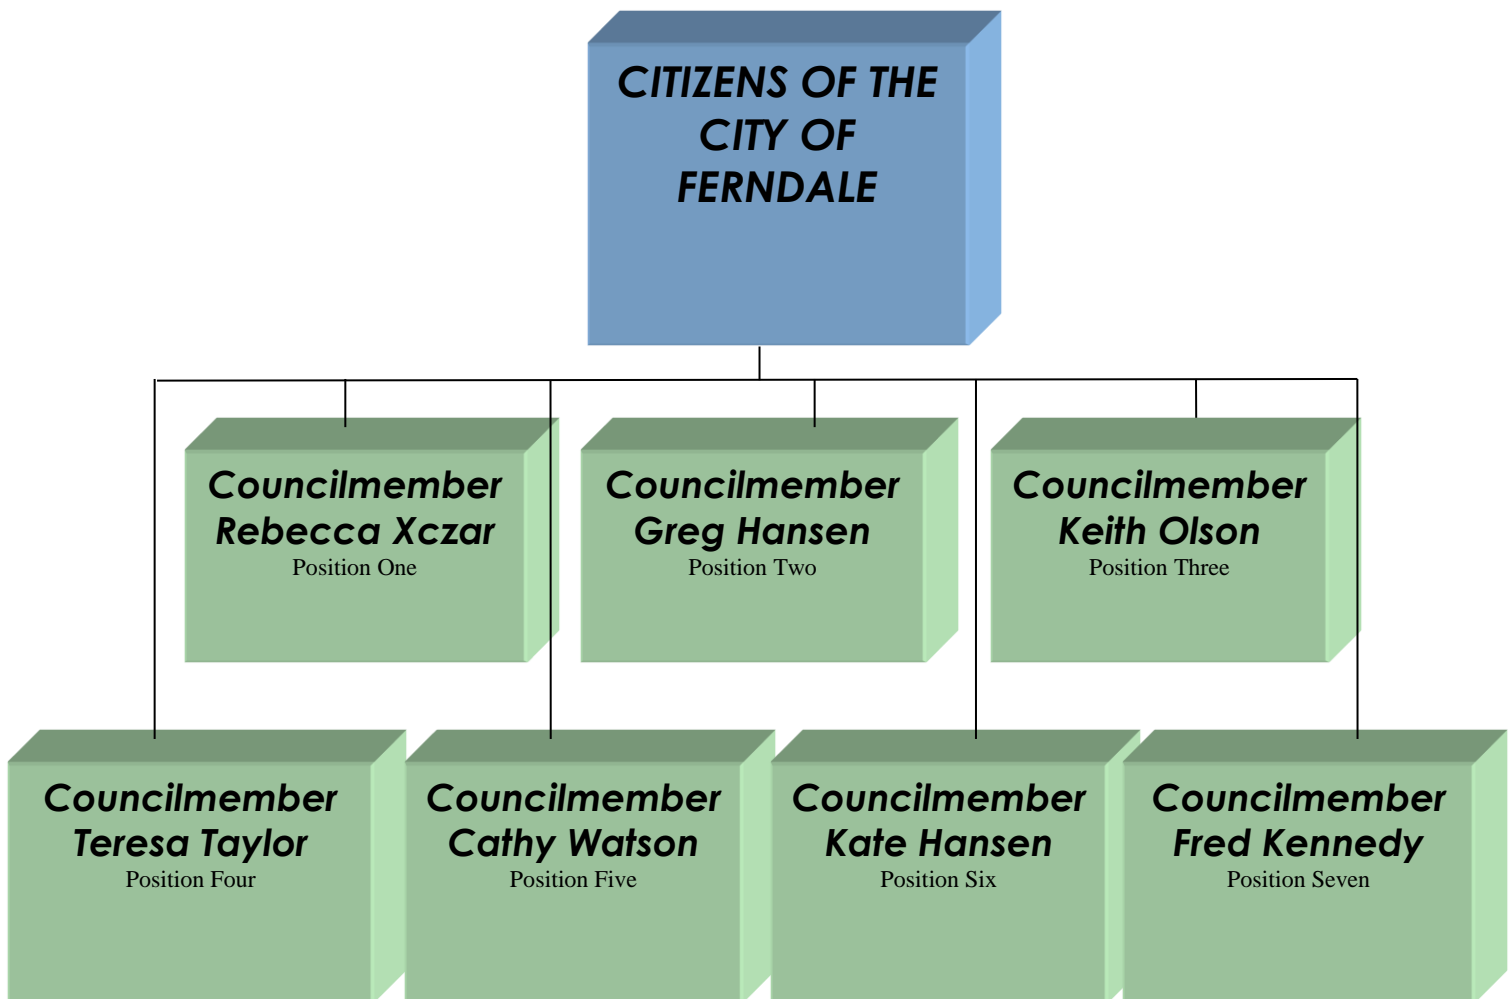 CITIZENS OF THE
CITY OF
FERNDALE
Councilmember
Rebecca Xczar
Position One
Councilmember
Greg Hansen
Position Two
Councilmember
Keith Olson
Position Three
Councilmember
Teresa Taylor
Position Four
Councilmember
Cathy Watson
Position Five
Councilmember
Kate Hansen
Position Six
Councilmember
Fred Kennedy
Position Seven